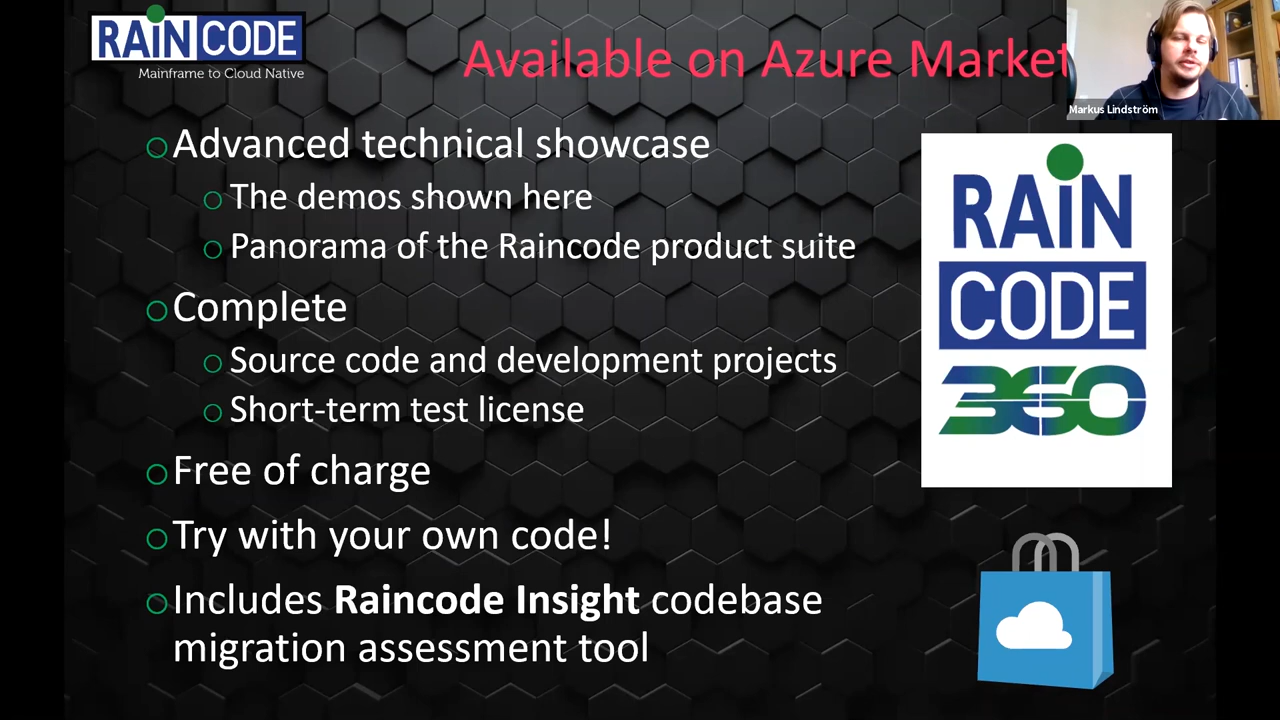 RAINCODE
Mainframe to Cloud Native
Available on Azure Market
Markus Lindström
Advanced technical showcase
The demos shown here
Panorama of the Raincode product suite
Complete
Source code and development projects
Short-term test license
Free of charge
Try with your own code!
Includes Raincode Insight codebase
migration assessment tool
RAIN
CODE
360